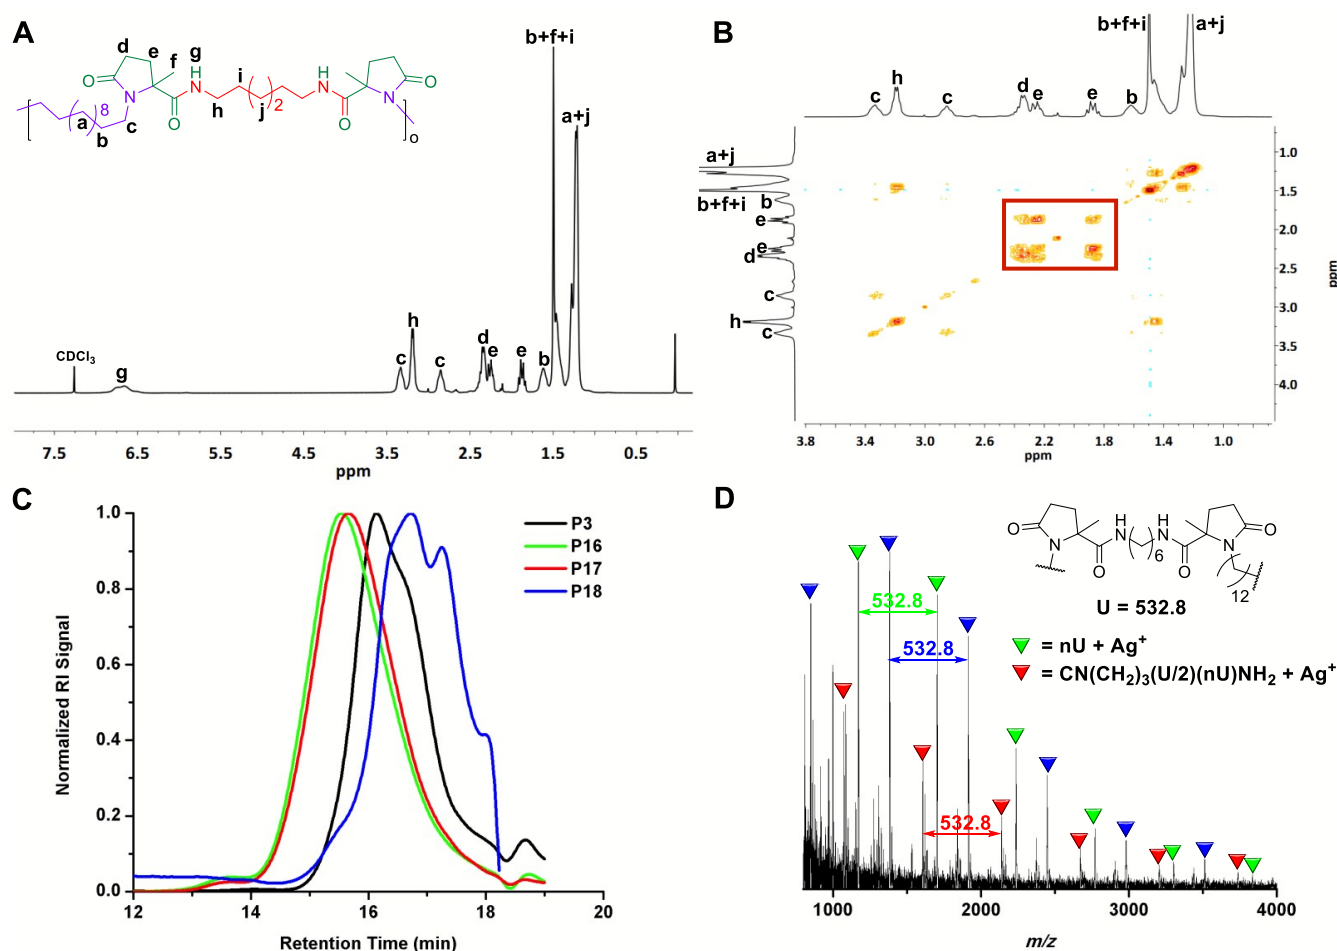 A
d
e
g
H
f
i
O
N
N
H
N
N
O
8
a
b
c
O
h
j
2
O
o
b+f+i
a+j
CDCl3
g
c
h
c
d
e
e
b
7.5 6.5 5.5 4.5 3.5 2.5 1.5 0.5
ppm
B
b+f+i
a+j
c
h
c
d
e
e
b
a+j
b+f+i
b
e
e
d
c
h
c
1.0
1.5
2.0
2.5
3.0
3.5
4.0
ppm
3.8 3.4 3.0 2.6 2.2 1.8 1.4 1.0
ppm
C
1.0
0.8
0.6
0.4
0.2
0.0
Normalized RI Signal
P3
P16
P17
P18
12 14 16 18 20
Retention Time (min)
D
O
N
H
N
H
N
6
O
O
N
O
12
U = 532.8
= nU + Ag+
= CN(CH2)3(U/2)(nU)NH2 + Ag+
532.8
532.8
532.8
1000 2000 3000 4000
m/z